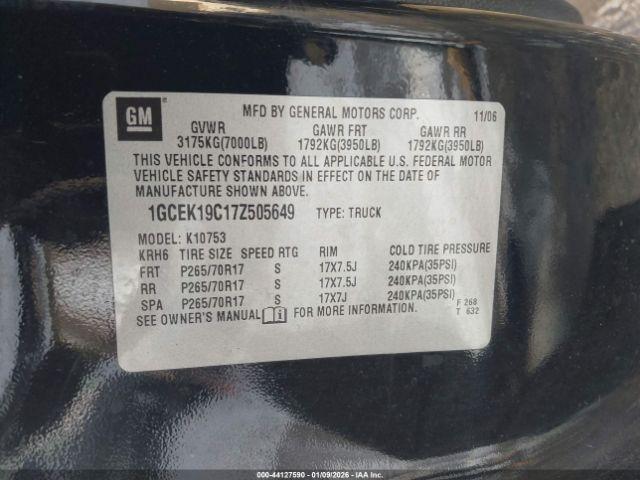 GM ® MFD BY GENERAL MOTORS CORP. 11/06
GVWR GAWR FRT GAWR RR
3175KG(7000LB) 1792KG(3950LB) 1792KG(3950LB)
THIS VEHICLE CONFORMS TO ALL APPLICABLE U.S. FEDERAL MOTOR
VEHICLE SAFETY STANDARDS IN EFFECT ON THE DATE OF
MANUFACTURE SHOWN ABOVE.
1GCEK19C17Z505649 TYPE: TRUCK
MODEL: K10753
KRH6 TIRE SIZE SPEED RTG RIM COLD TIRE PRESSURE
FRT P265/70R17 S 17X7.5J 240KPA(35PSI)
RR P265/70R17 S 17X7.5J 240KPA(35PSI)
SPA P265/70R17 S 17X7J 240KPA(35PSI)
SEE OWNER'S MANUAL FOR MORE INFORMATION.
F 268
T 632
000-44127590 - 01/09/2026 - IAA Inc.